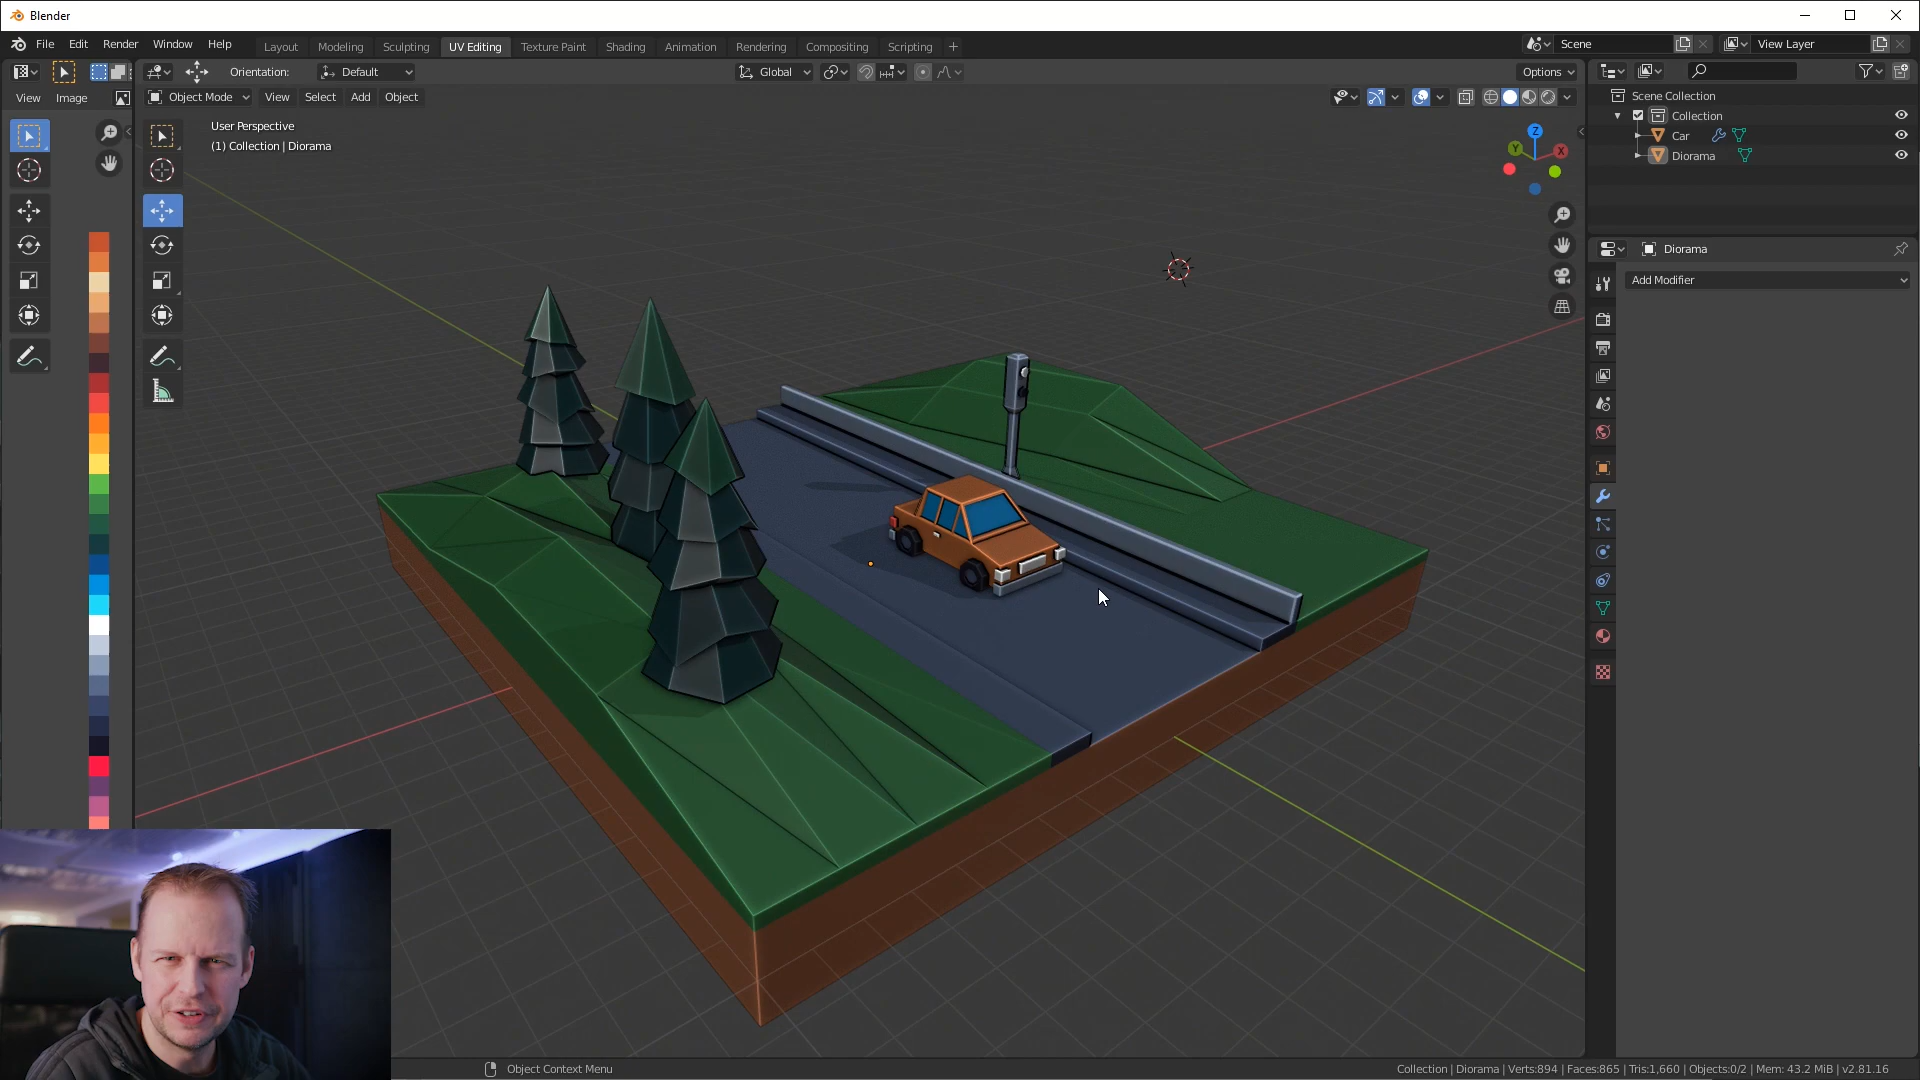 Blender
File Edit Render Window Help
Layout Modeling Sculpting UV Editing Texture Paint Shading Animation Rendering Compositing Scripting +
Scene
View Layer
Orientation: Default
Global
Options
View Image
Object Mode View Select Add Object
User Perspective
(1) Collection | Diorama
Z
Y
X
Scene Collection
Collection
Car
Diorama
Diorama
Add Modifier
Object Context Menu
Collection | Diorama | Verts:894 | Faces:865 | Tris:1,660 | Objects:0/2 | Mem: 43.2 MiB | v2.81.16